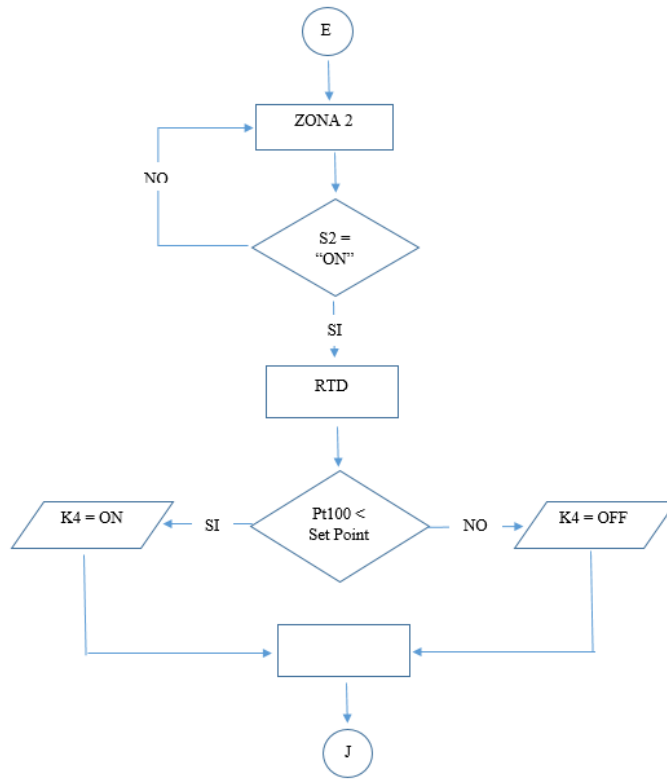 E
ZONA 2
NO
S2 =
“ON”
SI
RTD
Pt100 <
Set Point
K4 = ON
SI
NO
K4 = OFF
J